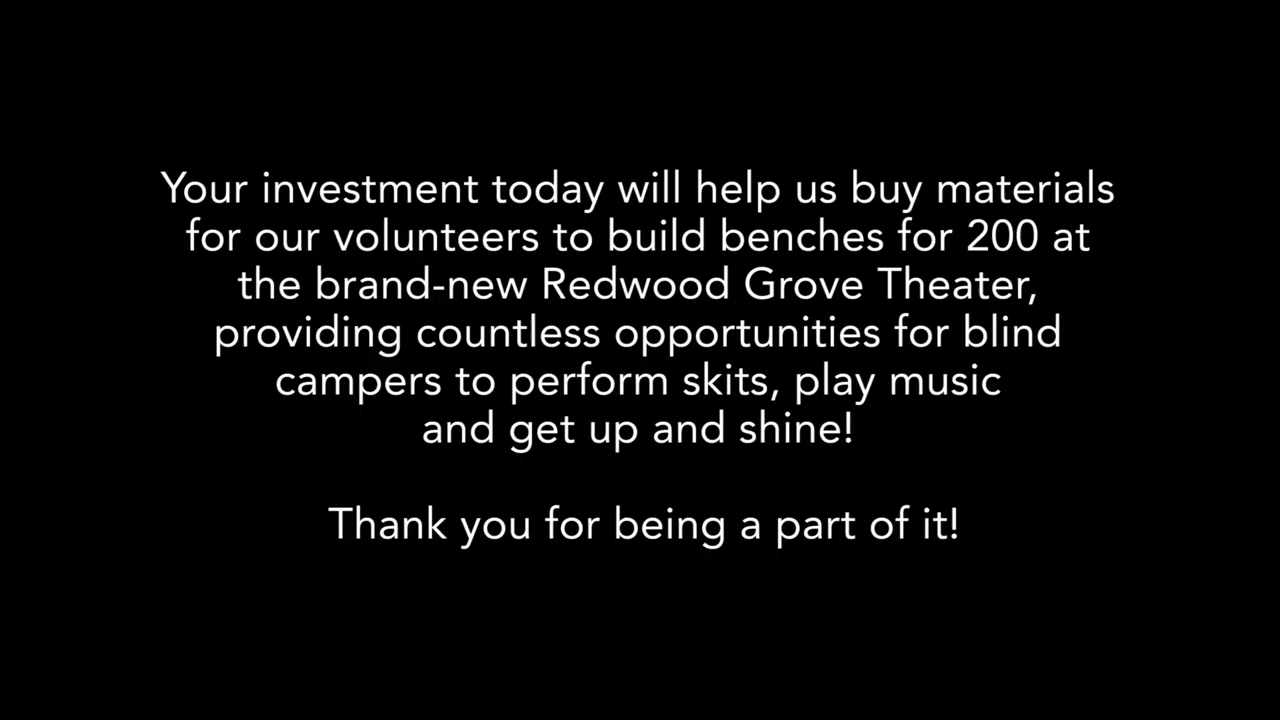 Your investment today will help us buy materials
for our volunteers to build benches for 200 at
the brand-new Redwood Grove Theater,
providing countless opportunities for blind
campers to perform skits, play music
and get up and shine!
Thank you for being a part of it!